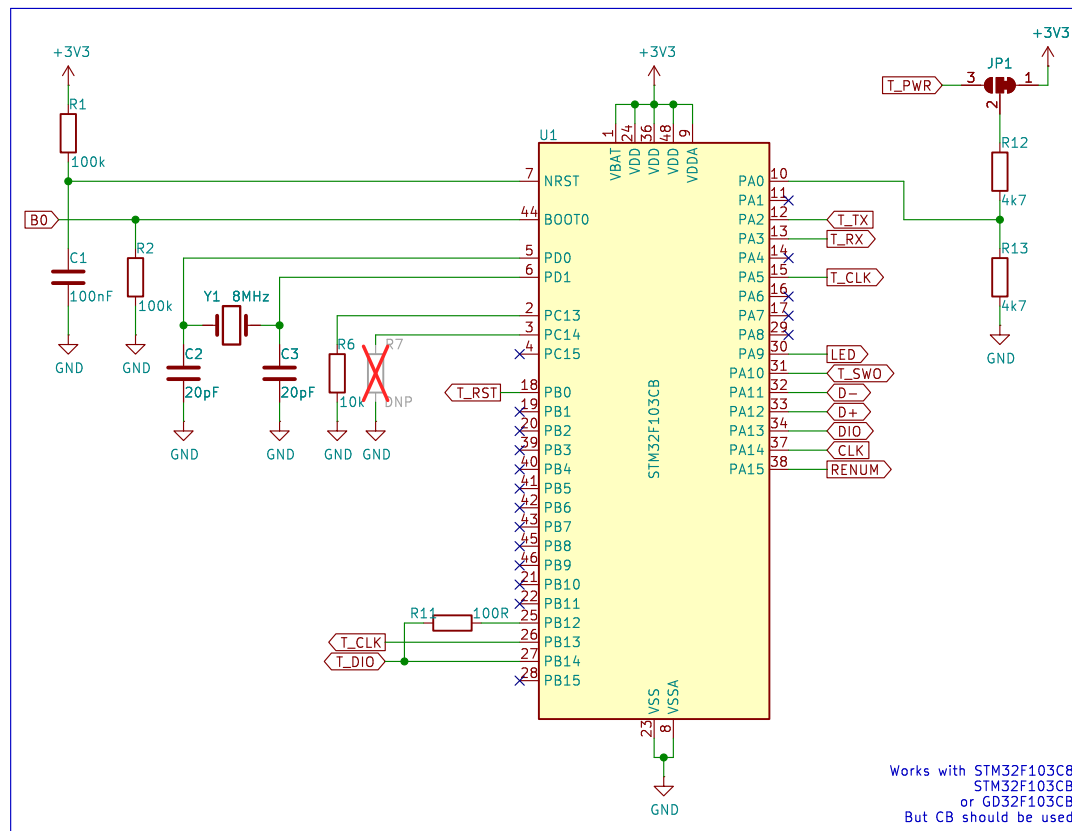 +3V3
R1
100k
B0
C1
100nF
GND
R2
100k
GND
Y1 8MHz
C2
20pF
GND
C3
20pF
GND
R6
10k
GND
R7
DNP
GND
T_RST
R11 100R
T_CLK
T_DIO
+3V3
U1
1 VBAT
24 VDD
36 VDD
48 VDD
9 VDDA
7 NRST
44 BOOT0
5 PD0
6 PD1
2 PC13
3 PC14
4 PC15
18 PB0
19 PB1
20 PB2
39 PB3
40 PB4
41 PB5
42 PB6
43 PB7
45 PB8
46 PB9
21 PB10
22 PB11
25 PB12
26 PB13
27 PB14
28 PB15
STM32F103CB
PA0 10
PA1 11
PA2 12 T_TX
PA3 13 T_RX
PA4 14
PA5 15 T_CLK
PA6 16
PA7 17
PA8 29
PA9 30 LED
PA10 31 T_SWO
PA11 32 D-
PA12 33 D+
PA13 34 DIO
PA14 37 CLK
PA15 38 RENUM
VSS 23
VSSA 8
GND
+3V3
JP1
T_PWR 3 1
2
R12
4k7
R13
4k7
GND
Works with STM32F103C8
STM32F103CB
or GD32F103CB
But CB should be used